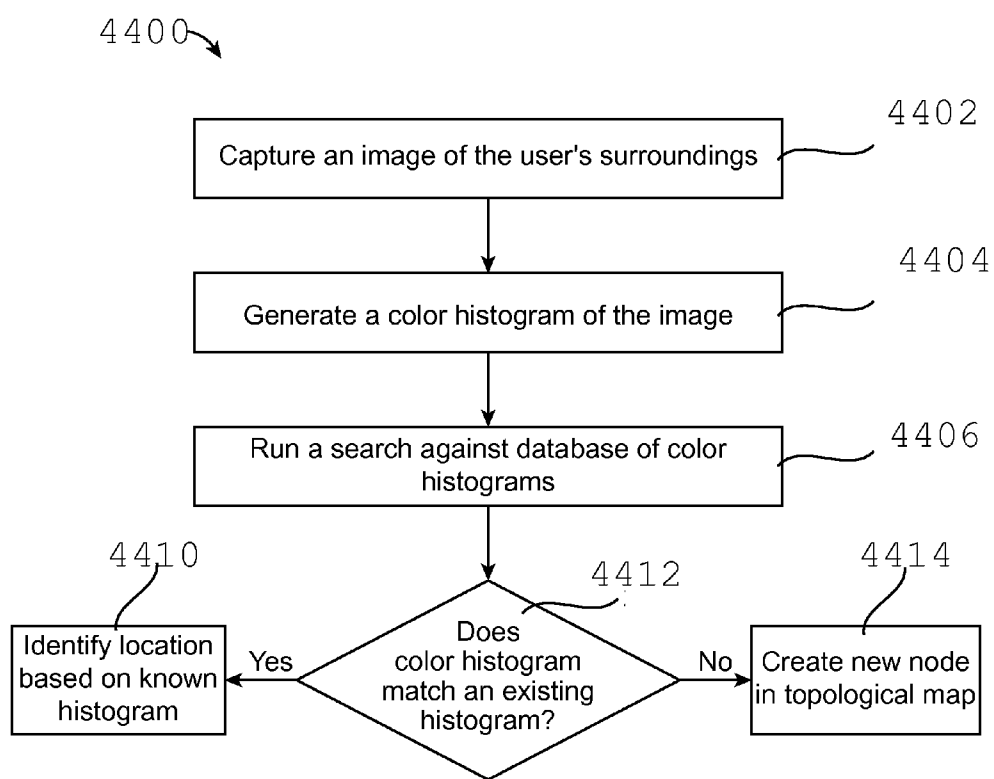 4400
4402
Capture an image of the user's surroundings
4404
Generate a color histogram of the image
4406
Run a search against database of color
histograms
4410
4412
4414
Identify location
based on known
histogram
Yes
Does
color histogram
match an existing
histogram?
No
Create new node
in topological map